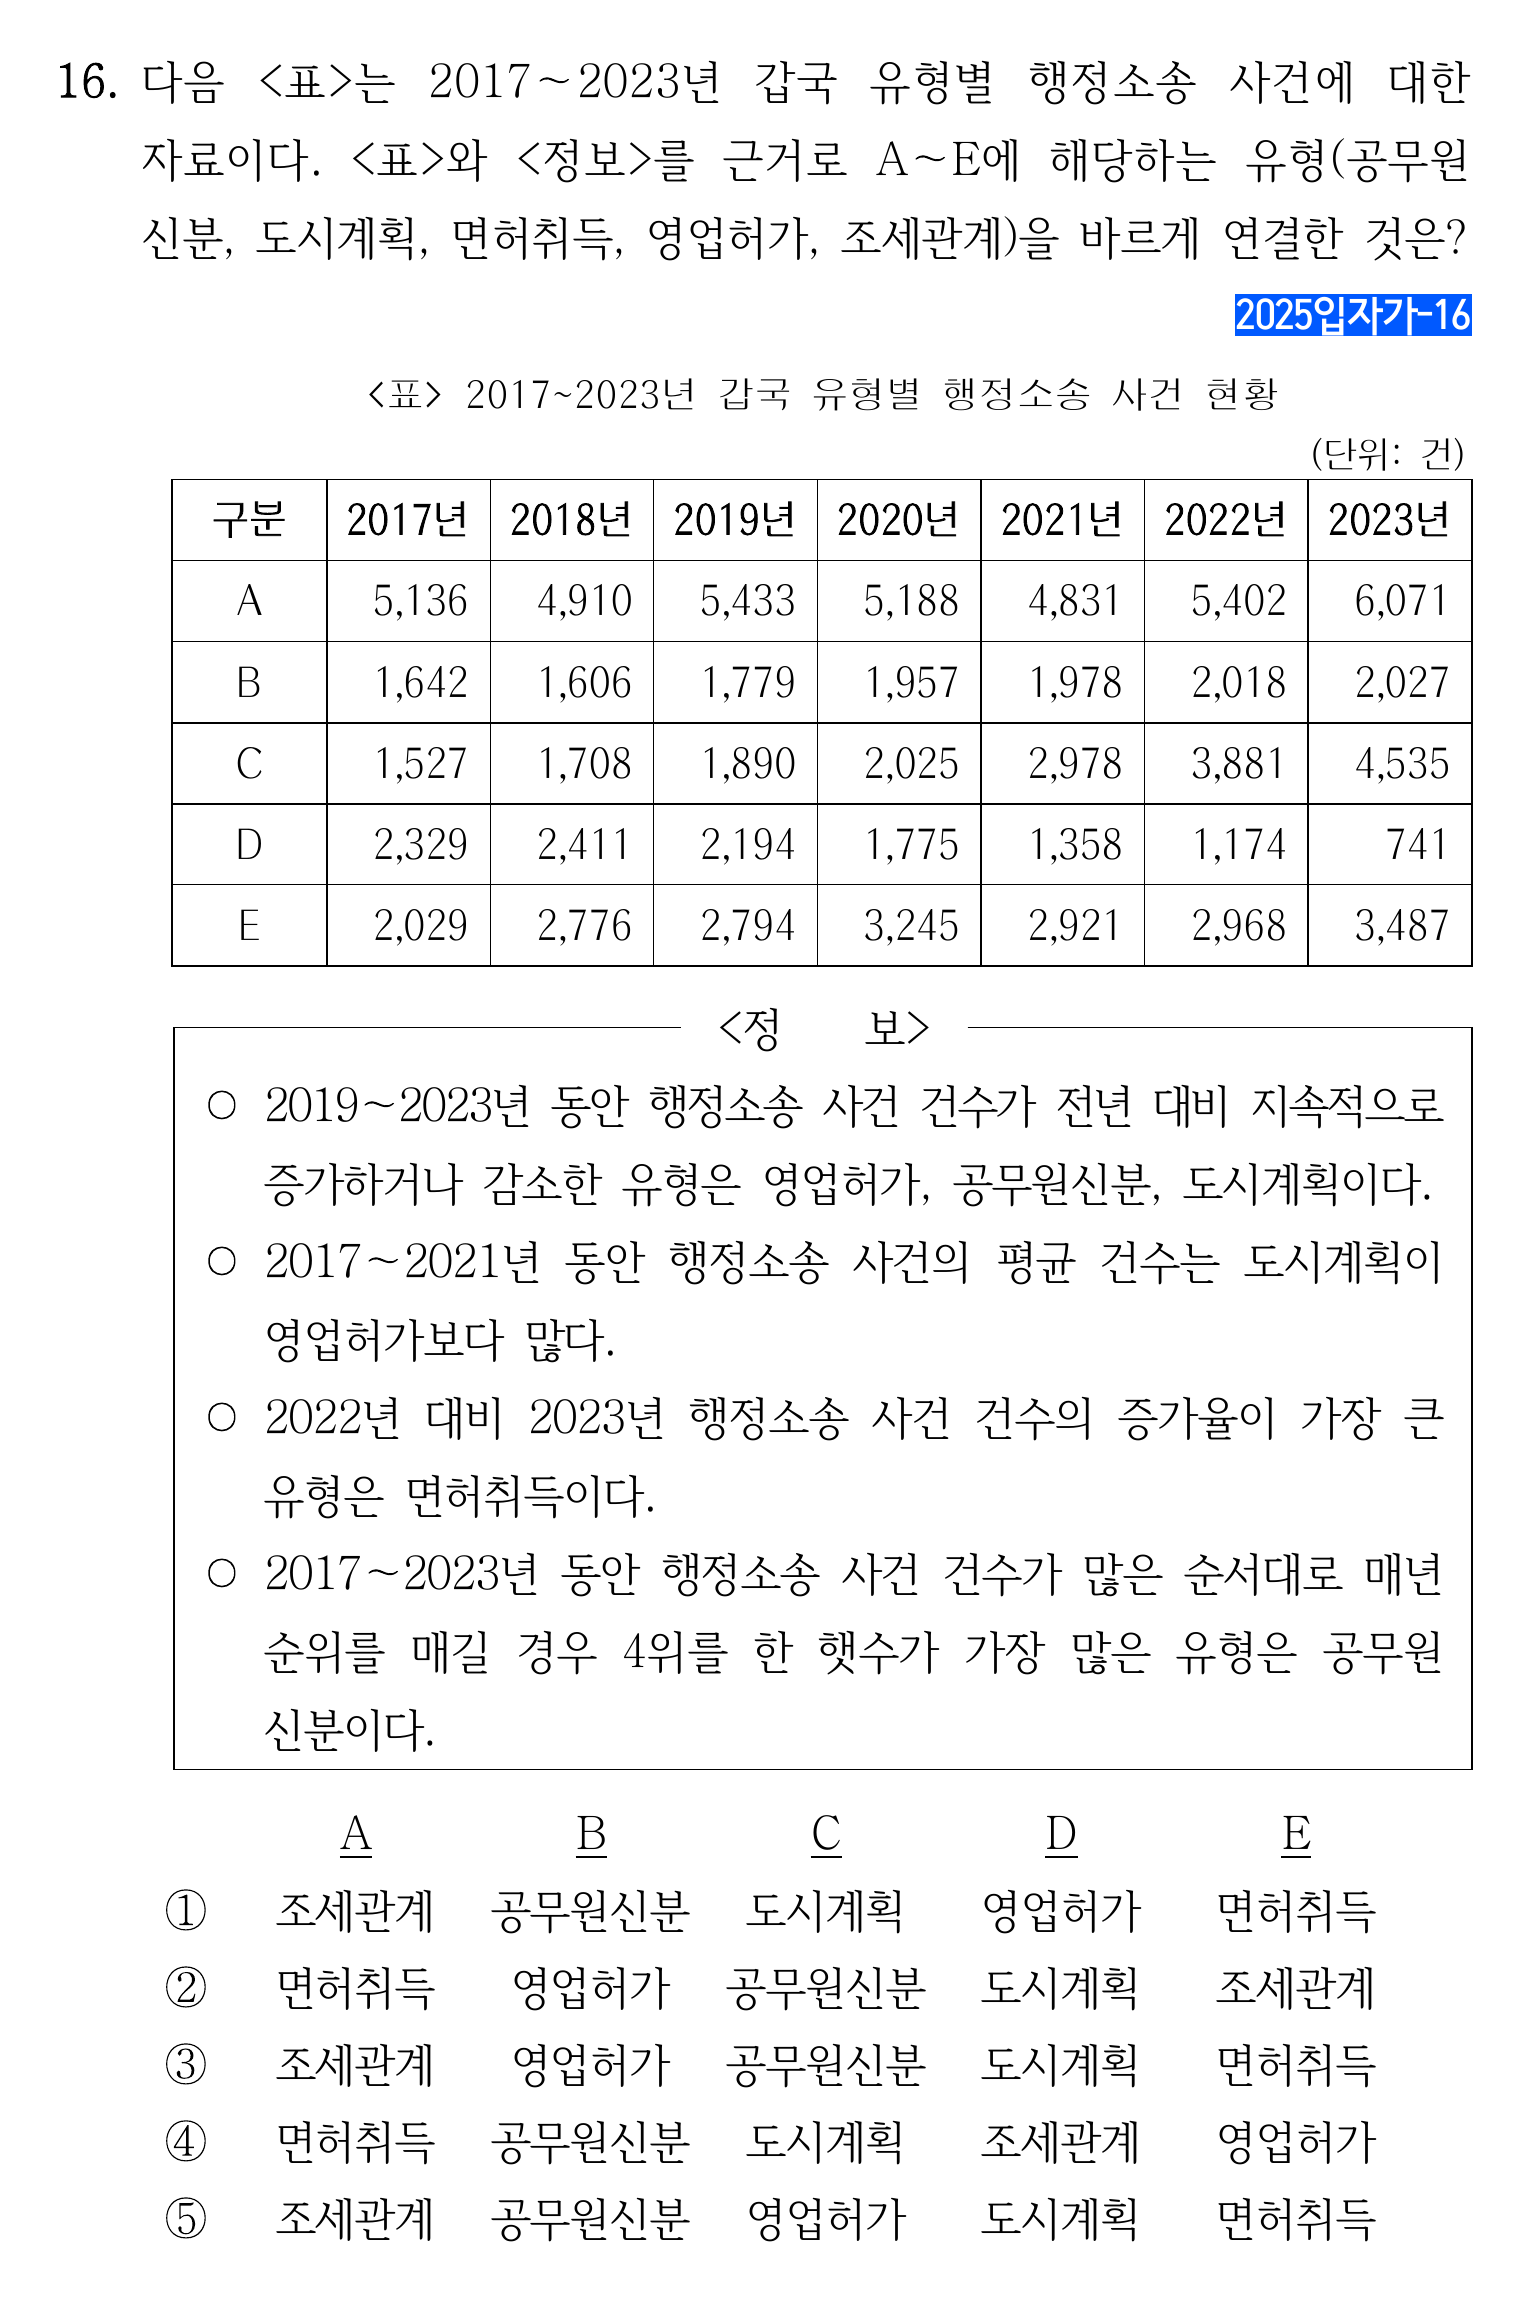 16. 다음 <표>는 2017～2023년 갑국 유형별 행정소송 사건에 대한
자료이다. <표>와 <정보>를 근거로 A～E에 해당하는 유형(공무원
신분, 도시계획, 면허취득, 영업허가, 조세관계)을 바르게 연결한 것은?
2025입자가-16
<표> 2017~2023년 갑국 유형별 행정소송 사건 현황
(단위: 건)
구분 2017년 2018년 2019년 2020년 2021년 2022년 2023년
A 5,136 4,910 5,433 5,188 4,831 5,402 6,071
B 1,642 1,606 1,779 1,957 1,978 2,018 2,027
C 1,527 1,708 1,890 2,025 2,978 3,881 4,535
D 2,329 2,411 2,194 1,775 1,358 1,174 741
E 2,029 2,776 2,794 3,245 2,921 2,968 3,487
<정 보>
○ 2019～2023년 동안 행정소송 사건 건수가 전년 대비 지속적으로
증가하거나 감소한 유형은 영업허가, 공무원신분, 도시계획이다.
○ 2017～2021년 동안 행정소송 사건의 평균 건수는 도시계획이
영업허가보다 많다.
○ 2022년 대비 2023년 행정소송 사건 건수의 증가율이 가장 큰
유형은 면허취득이다.
○ 2017～2023년 동안 행정소송 사건 건수가 많은 순서대로 매년
순위를 매길 경우 4위를 한 햇수가 가장 많은 유형은 공무원
신분이다.
A B C D E
① 조세관계 공무원신분 도시계획 영업허가 면허취득
② 면허취득 영업허가 공무원신분 도시계획 조세관계
③ 조세관계 영업허가 공무원신분 도시계획 면허취득
④ 면허취득 공무원신분 도시계획 조세관계 영업허가
⑤ 조세관계 공무원신분 영업허가 도시계획 면허취득